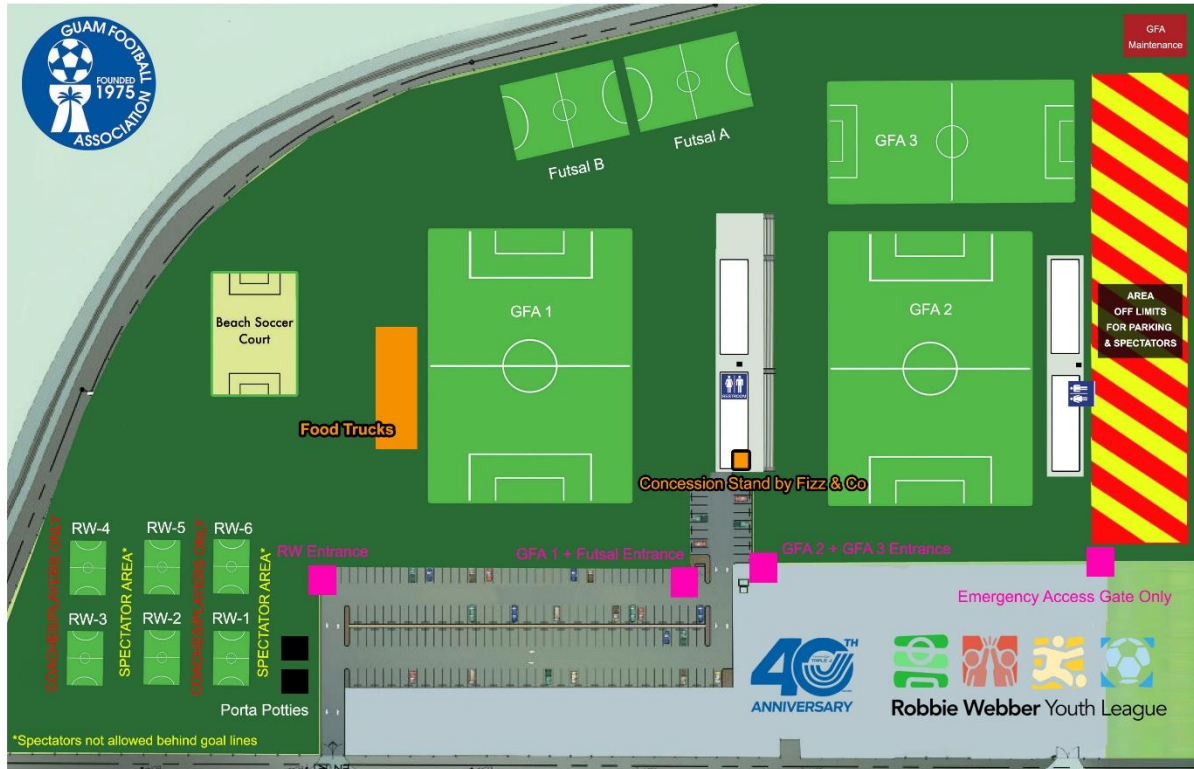 GUAM FOOTBALL
ASSOCIATION
FOUNDED
1975
GFA
Maintenance
Futsal B
Futsal A
GFA 3
GFA 1
GFA 2
Beach Soccer
Court
AREA
OFF LIMITS
FOR PARKING
& SPECTATORS
RESTROOM
Food Trucks
Concession Stand by Fizz & Co
RW-4
RW-5
RW-6
RW Entrance
GFA 1 + Futsal Entrance
GFA 2 + GFA 3 Entrance
Emergency Access Gate Only
COACHES/PLAYERS ONLY
SPECTATOR AREA*
COACHES/PLAYERS ONLY
SPECTATOR AREA*
RW-3
RW-2
RW-1
Porta Potties
*Spectators not allowed behind goal lines
40TH
TRIPLE J
ANNIVERSARY
Robbie Webber Youth League